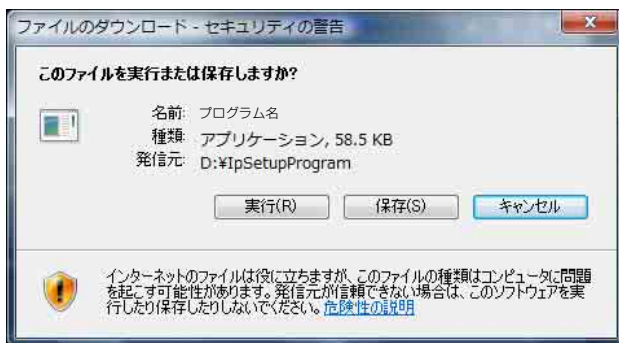 ファイルのダウンロード - セキュリティの警告
このファイルを実行または保存しますか?
名前: プログラム名
種類: アプリケーション, 58.5 KB
発信元: D:¥IpSetupProgram
実行(R) 保存(S) キャンセル
インターネットのファイルは役に立ちますが、このファイルの種類はコンピュータに問題
を起こす可能性があります。発信元が信頼できない場合は、このソフトウェアを実
行したり保存したりしないでください。危険性の説明